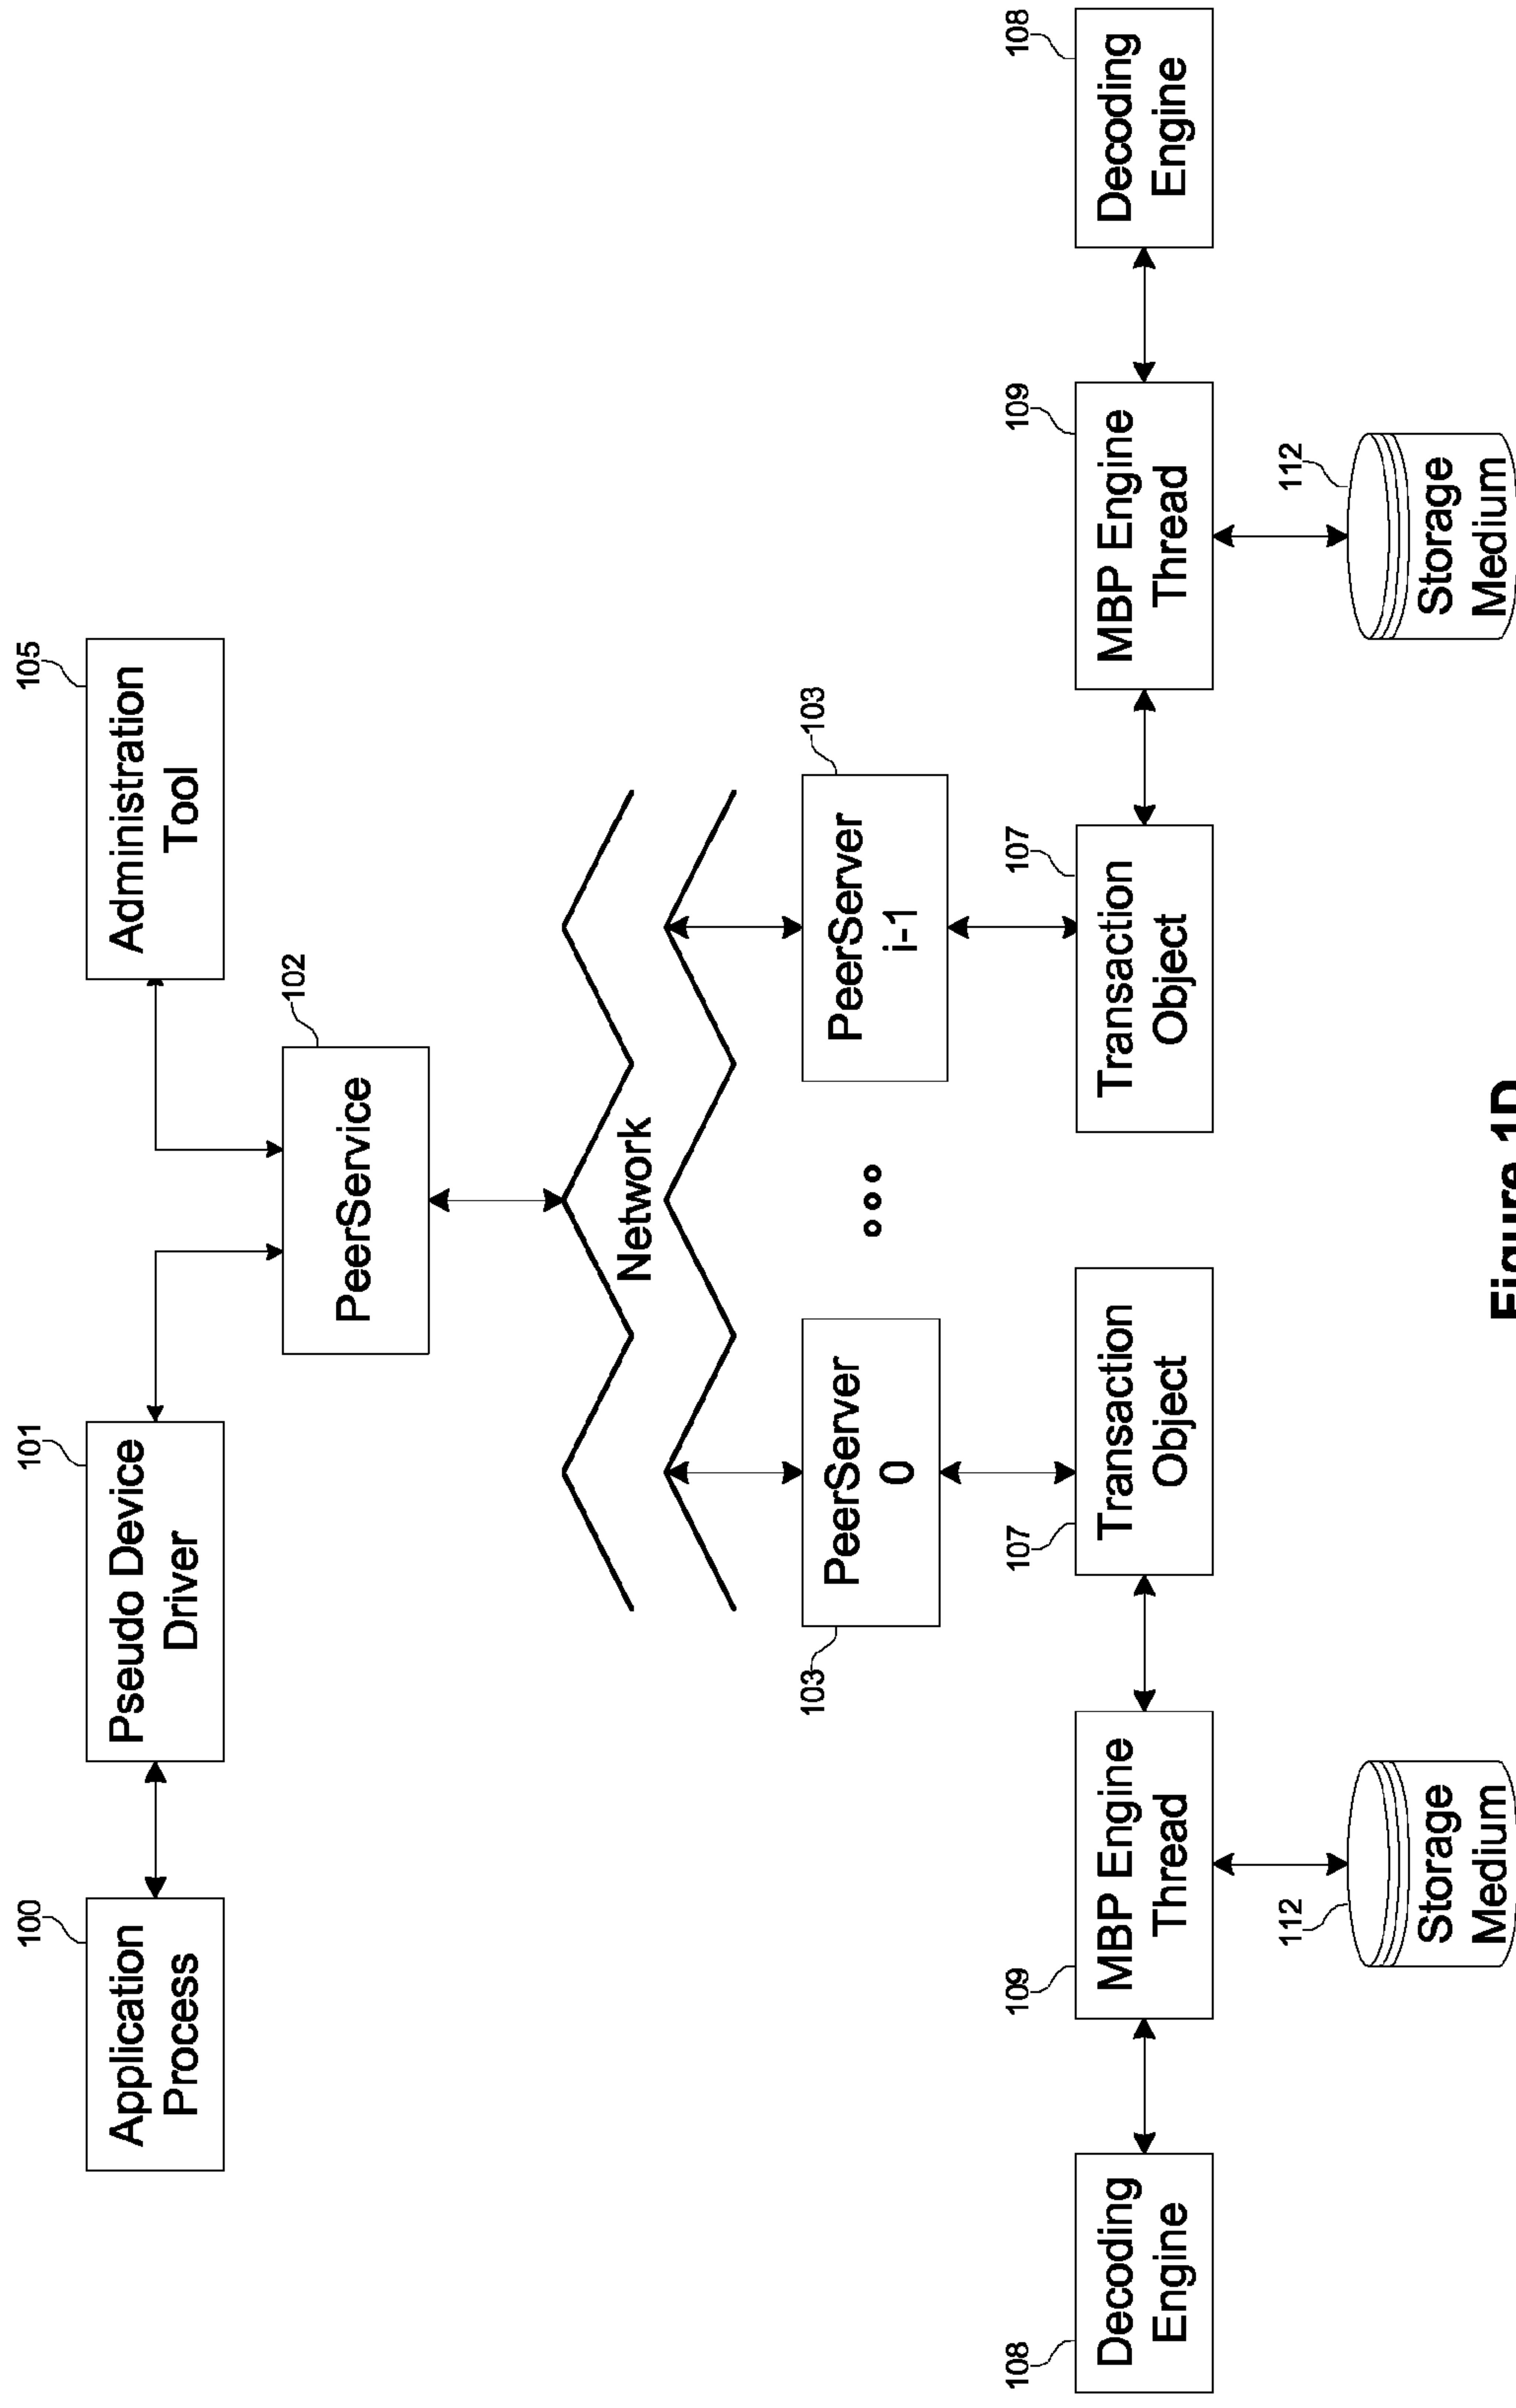 100
Application
Process
101
Pseudo Device
Driver
105
Administration
Tool
102
PeerService
Network
103
PeerServer
0
103
PeerServer
i-1
108
Decoding
Engine
109
MBP Engine
Thread
107
Transaction
Object
107
Transaction
Object
109
MBP Engine
Thread
108
Decoding
Engine
112
Storage
Medium
112
Storage
Medium
Figure 1D